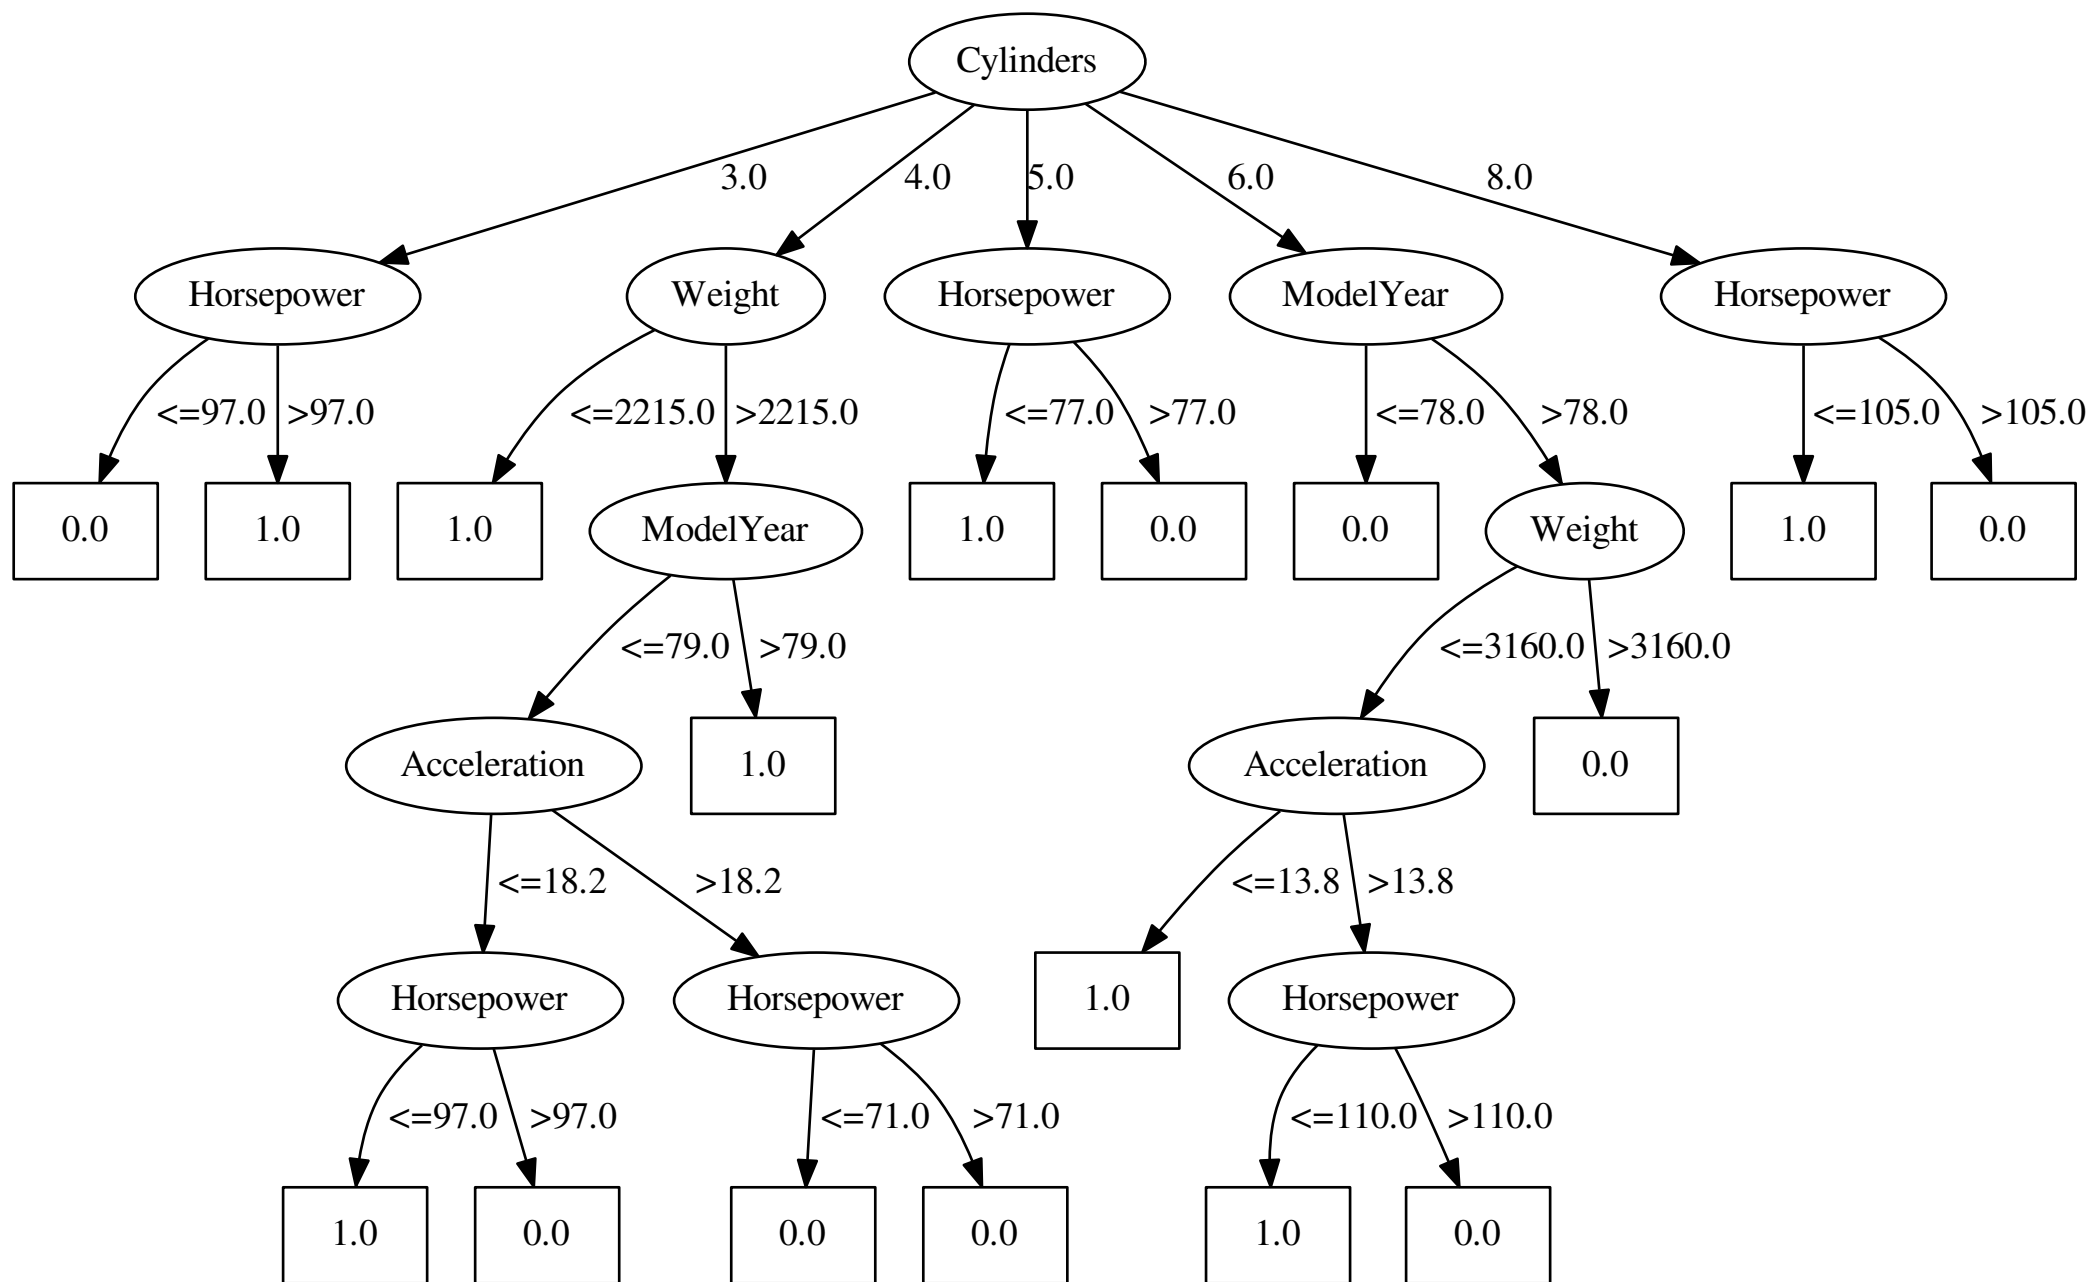 Cylinders
3.0 4.0 5.0 6.0 8.0
Horsepower Weight Horsepower ModelYear Horsepower
<=97.0 >97.0 <=2215.0 >2215.0 <=77.0 >77.0 <=78.0 >78.0 <=105.0 >105.0
0.0 1.0 1.0 ModelYear 1.0 0.0 0.0 Weight 1.0 0.0
<=79.0 >79.0 <=3160.0 >3160.0
Acceleration 1.0 Acceleration 0.0
<=18.2 >18.2 <=13.8 >13.8
Horsepower Horsepower 1.0 Horsepower
<=97.0 >97.0 <=71.0 >71.0 <=110.0 >110.0
1.0 0.0 0.0 0.0 1.0 0.0